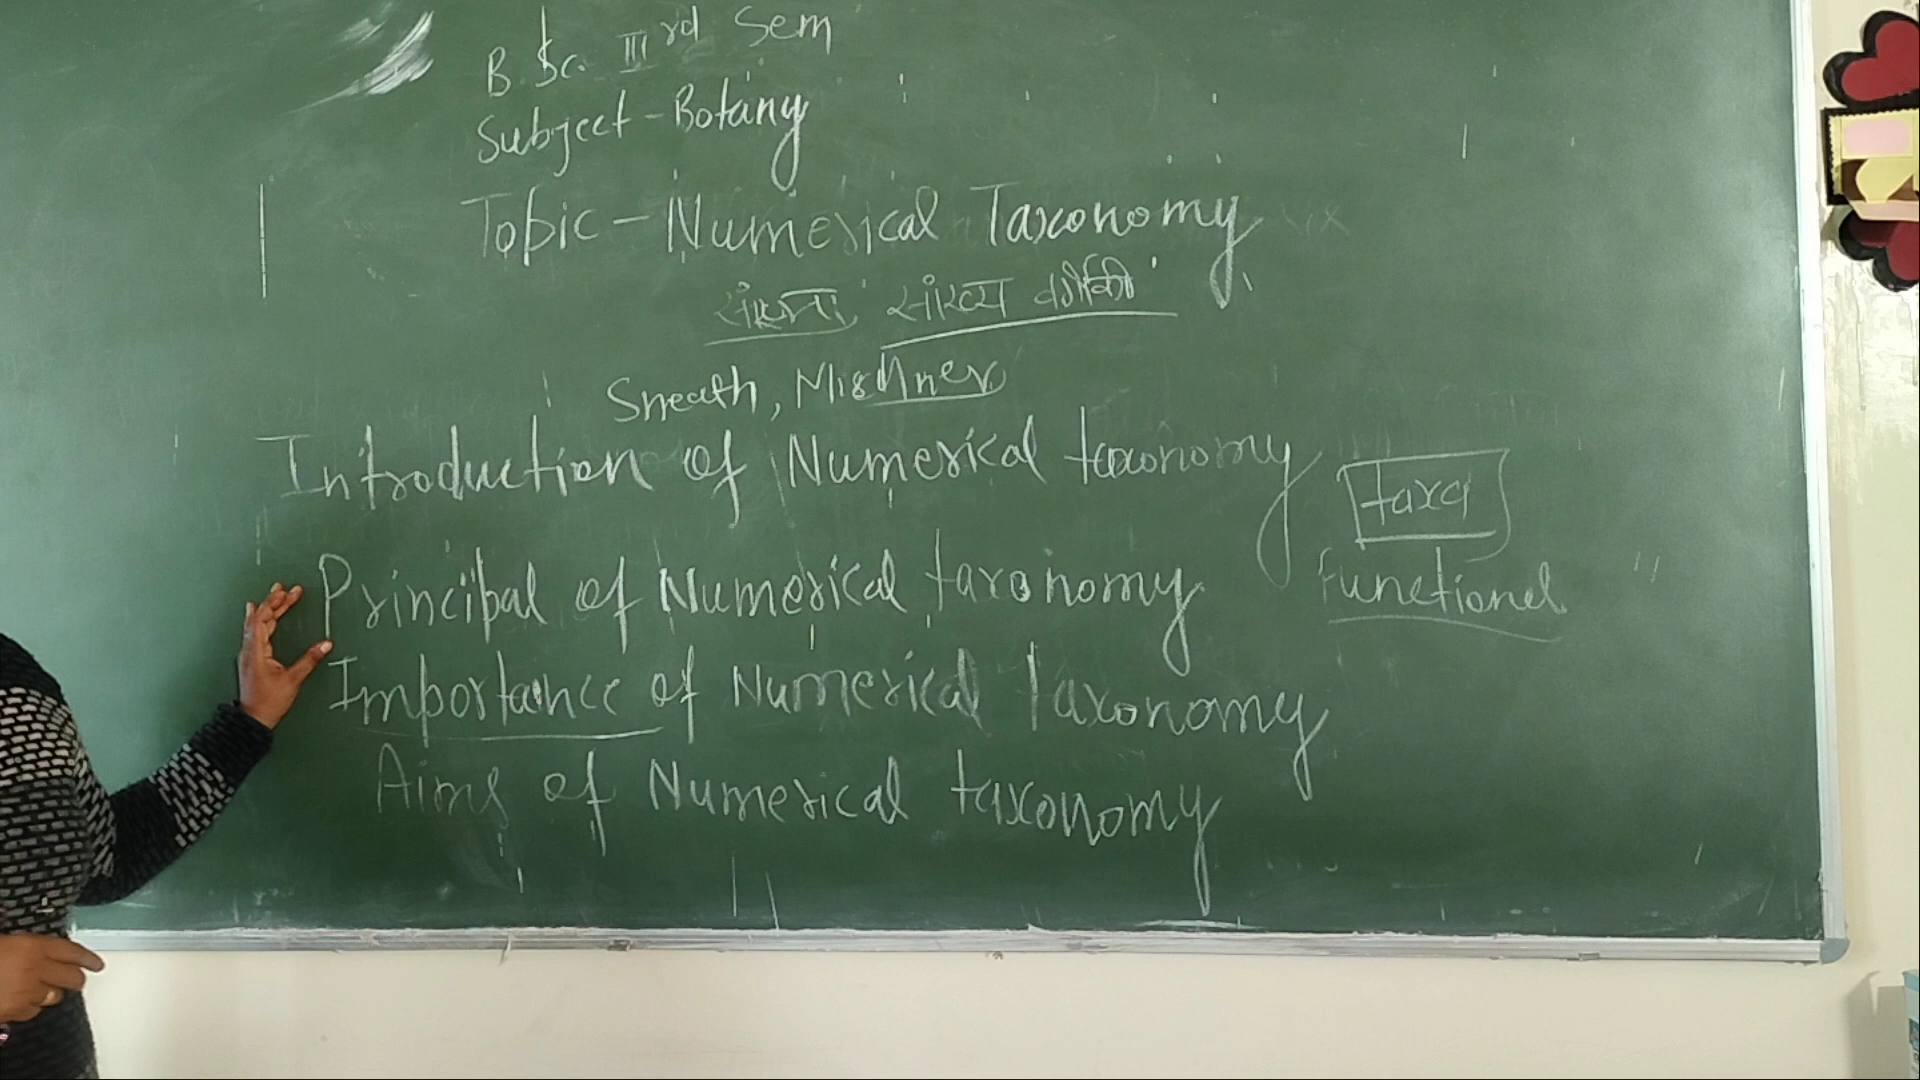 B.Sc. IIIrd Sem
Subject - Botany
Topic - Numerical Taxonomy
सांख्य
Sneath, Mishner
Introduction of Numerical taxonomy
taxa
Principal of Numerical taxonomy
Functional
Importance of Numerical Taxonomy
Aims of Numerical taxonomy